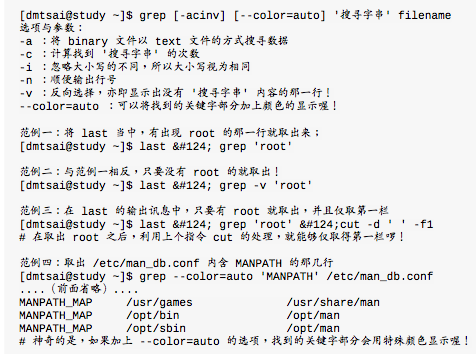 [dmtsai@study ~]$ grep [-acinv] [--color=auto] '搜寻字串' filename
选项与参数：
-a ：将 binary 文件以 text 文件的方式搜寻数据
-c ：计算找到 '搜寻字串' 的次数
-i ：忽略大小写的不同，所以大小写视为相同
-n ：顺便输出行号
-v ：反向选择，亦即显示出没有 '搜寻字串' 内容的那一行！
--color=auto ：可以将找到的关键字部分加上颜色的显示喔！
范例一：将 last 当中，有出现 root 的那一行就取出来；
[dmtsai@study ~]$ last &#124; grep 'root'
范例二：与范例一相反，只要没有 root 的就取出！
[dmtsai@study ~]$ last &#124; grep -v 'root'
范例三：在 last 的输出讯息中，只要有 root 就取出，并且仅取第一栏
[dmtsai@study ~]$ last &#124; grep 'root' &#124;cut -d ' ' -f1
# 在取出 root 之后，利用上个指令 cut 的处理，就能够仅取得第一栏啰！
范例四：取出 /etc/man_db.conf 内含 MANPATH 的那几行
[dmtsai@study ~]$ grep --color=auto 'MANPATH' /etc/man_db.conf
....（前面省略）....
MANPATH_MAP /usr/games /usr/share/man
MANPATH_MAP /opt/bin /opt/man
MANPATH_MAP /opt/sbin /opt/man
# 神奇的是，如果加上 --color=auto 的选项，找到的关键字部分会用特殊颜色显示喔！